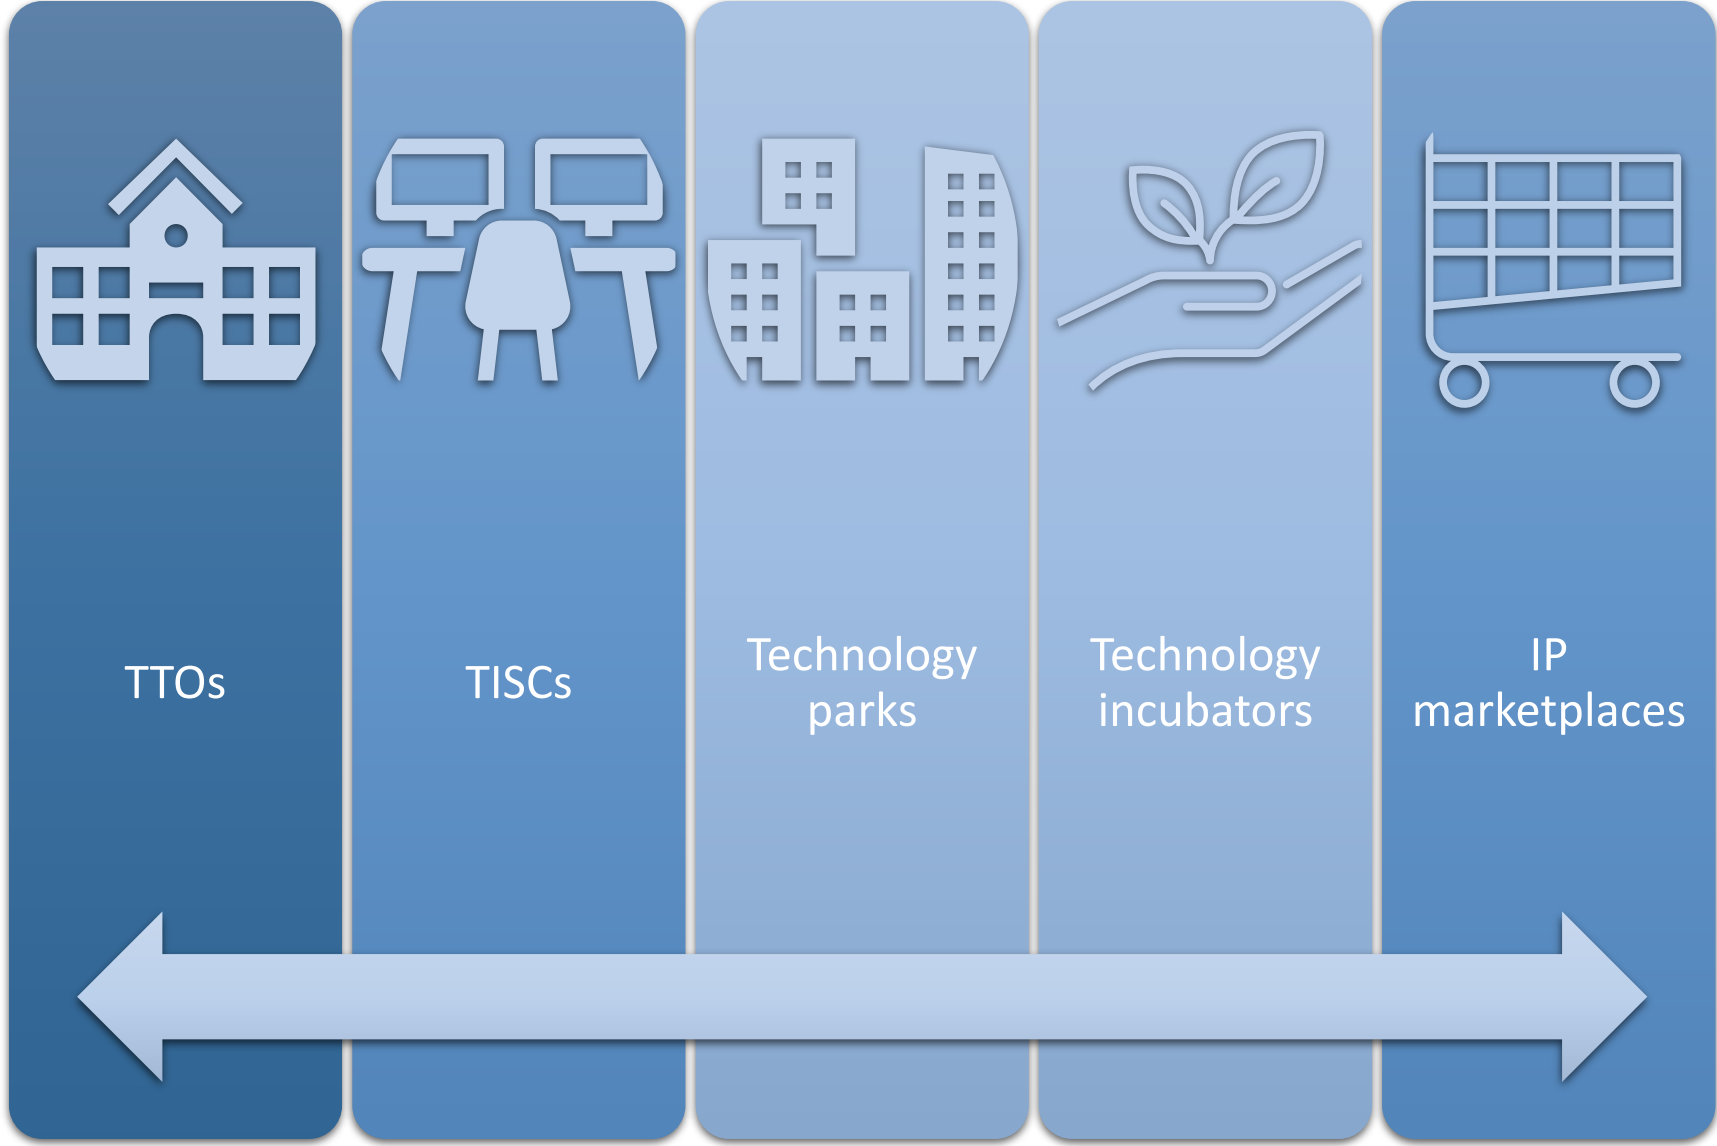 TTOs
TISCs
Technology
parks
Technology
incubators
IP
marketplaces